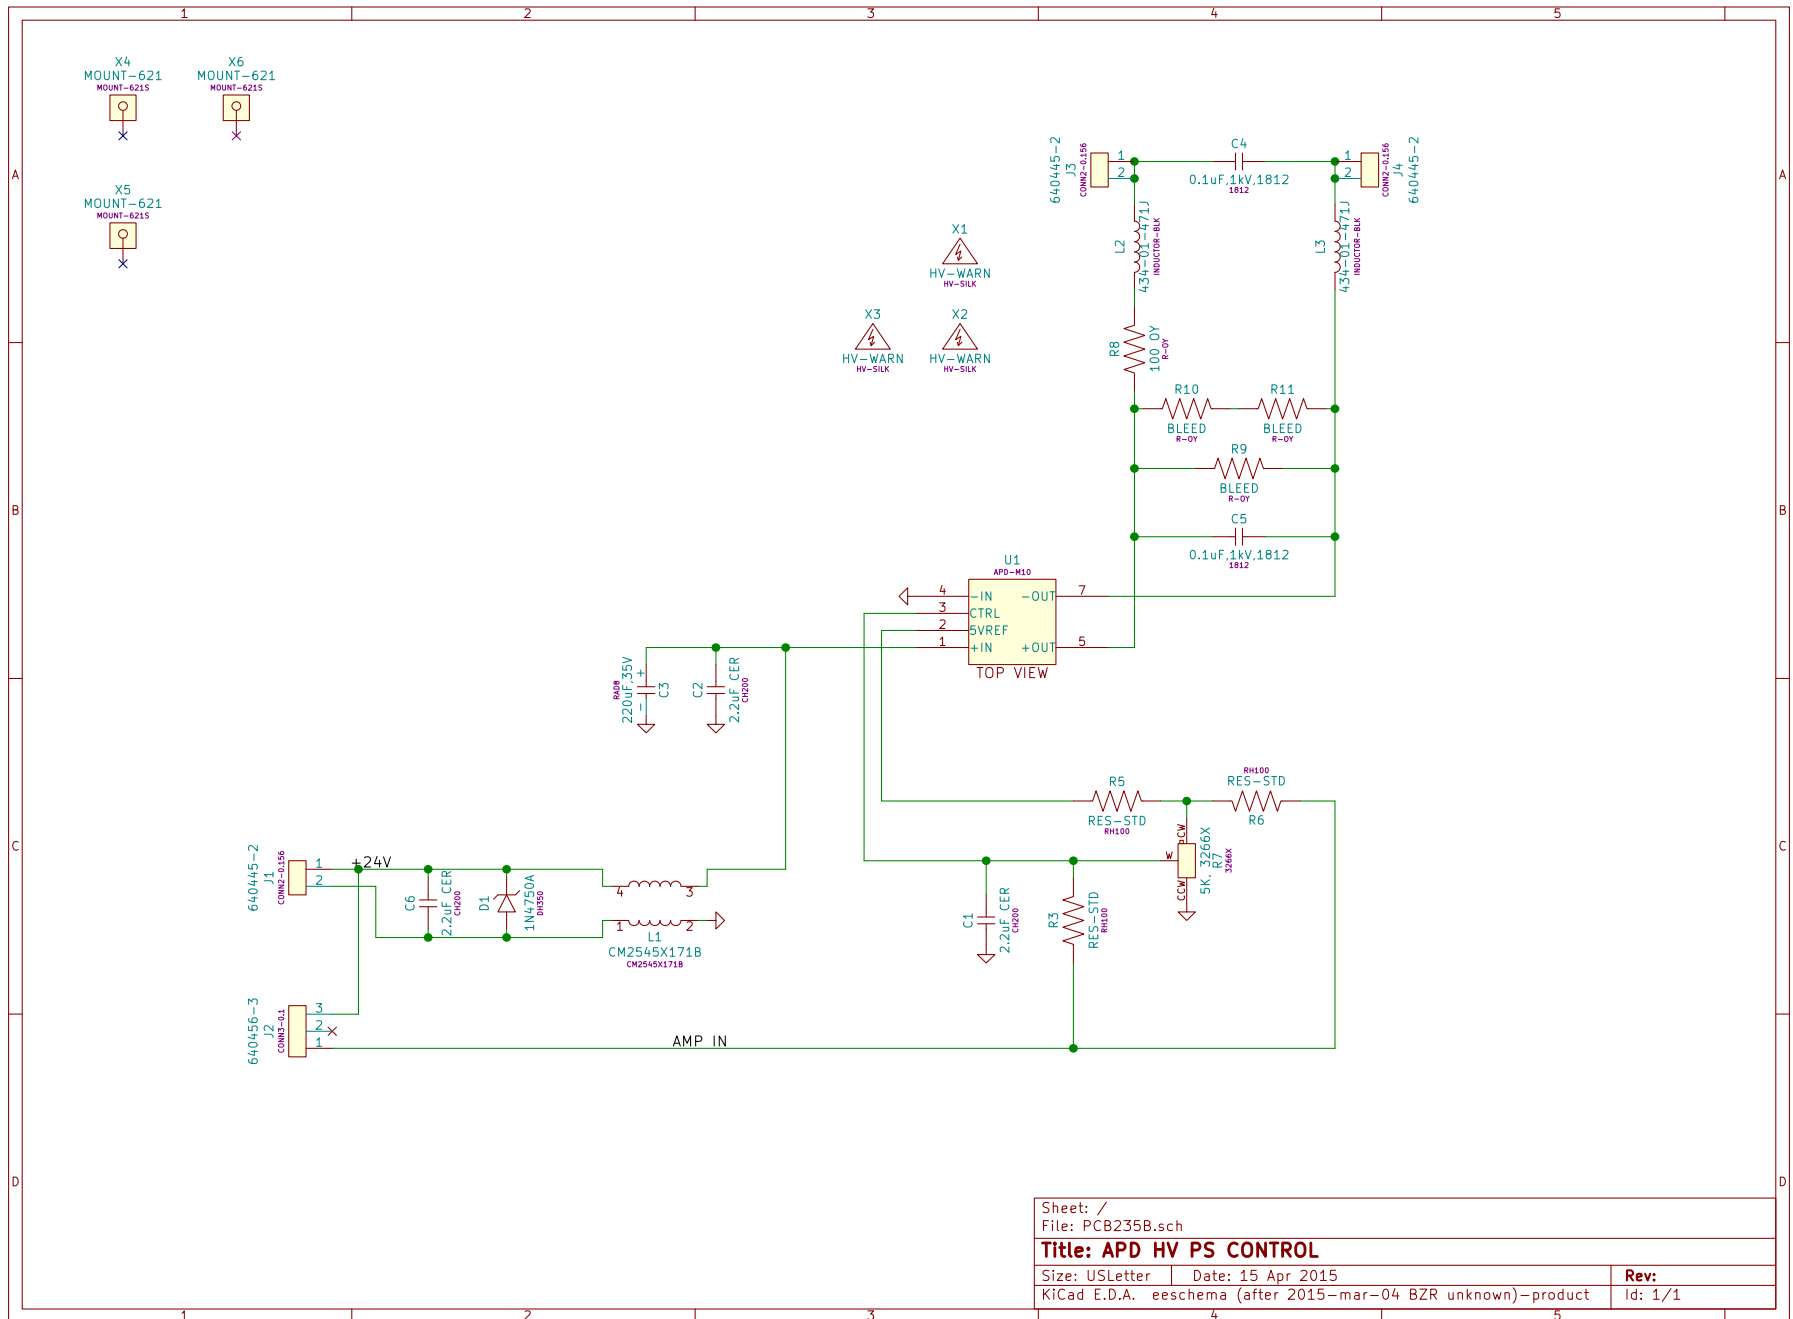 1 2 3 4 5
X4
MOUNT-621
MOUNT-621S
X6
MOUNT-621
MOUNT-621S
X5
MOUNT-621
MOUNT-621S
A
A
640445-2
J3
CONN2-0.156
1
2
C4
0.1uF,1kV,1812
1812
1
2
CONN2-0.156
J4
640445-2
X1
HV-WARN
HV-SILK
L2
434-01-471J
INDUCTOR-BLK
L3
434-01-471J
INDUCTOR-BLK
X3
HV-WARN
HV-SILK
X2
HV-WARN
HV-SILK
R8
100 OY
R-OY
R10
BLEED
R-OY
R11
BLEED
R-OY
R9
BLEED
R-OY
B
B
C5
0.1uF,1kV,1812
1812
U1
APD-M10
4 -IN -OUT 7
3 CTRL
2 5VREF
1 +IN +OUT 5
TOP VIEW
RAD8
220uF,35V
+
-
C3
C2
2.2uF CER
CH200
R5
RES-STD
RH100
RH100
RES-STD
R6
CW
W
CCW
5K, 3266X
R7
3266X
C
C
640445-2
J1
CONN2-0.156
1
2
+24V
C6
2.2uF CER
CH200
D1
1N4750A
DH350
4 3
1 2
L1
CM2545X171B
CM2545X171B
C1
2.2uF CER
CH200
R3
RES-STD
RH100
640456-3
J2
CONN3-0.1
3
2
1
AMP IN
D
D
Sheet: /
File: PCB235B.sch
Title: APD HV PS CONTROL
Size: USLetter Date: 15 Apr 2015 Rev:
KiCad E.D.A. eeschema (after 2015-mar-04 BZR unknown)-product Id: 1/1
1 2 3 4 5